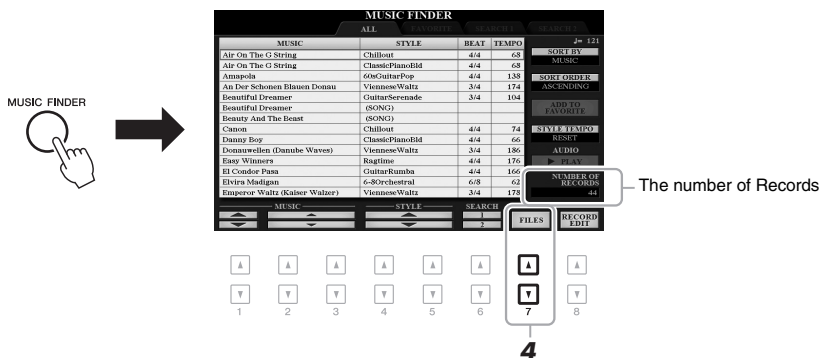 MUSIC FINDER
ALL FAVORITE SEARCH 1 SEARCH 2
♩= 121
MUSIC STYLE BEAT TEMPO
Air On The G String Chillout 4/4 68
Air On The G String ClassicPianoBld 4/4 68
Amapola 60sGuitarPop 4/4 138
An Der Schonen Blauen Donau VienneseWaltz 3/4 174
Beautiful Dreamer GuitarSerenade 3/4 104
Beautiful Dreamer (SONG)
Beauty And The Beast (SONG)
Canon Chillout 4/4 74
Danny Boy ClassicPianoBld 4/4 66
Donauwellen (Danube Waves) VienneseWaltz 3/4 186
Easy Winners Ragtime 4/4 176
El Condor Pasa GuitarRumba 4/4 166
Elvira Madigan 6-8Orchestral 6/8 62
Emperor Waltz (Kaiser Walzer) VienneseWaltz 3/4 178
SORT BY
MUSIC
SORT ORDER
ASCENDING
ADD TO
FAVORITE
STYLE TEMPO
RESET
AUDIO
PLAY
NUMBER OF
RECORDS
44
MUSIC STYLE SEARCH
1
2
FILES
RECORD
EDIT
MUSIC FINDER
The number of Records
1 2 3 4 5 6 7 8
4